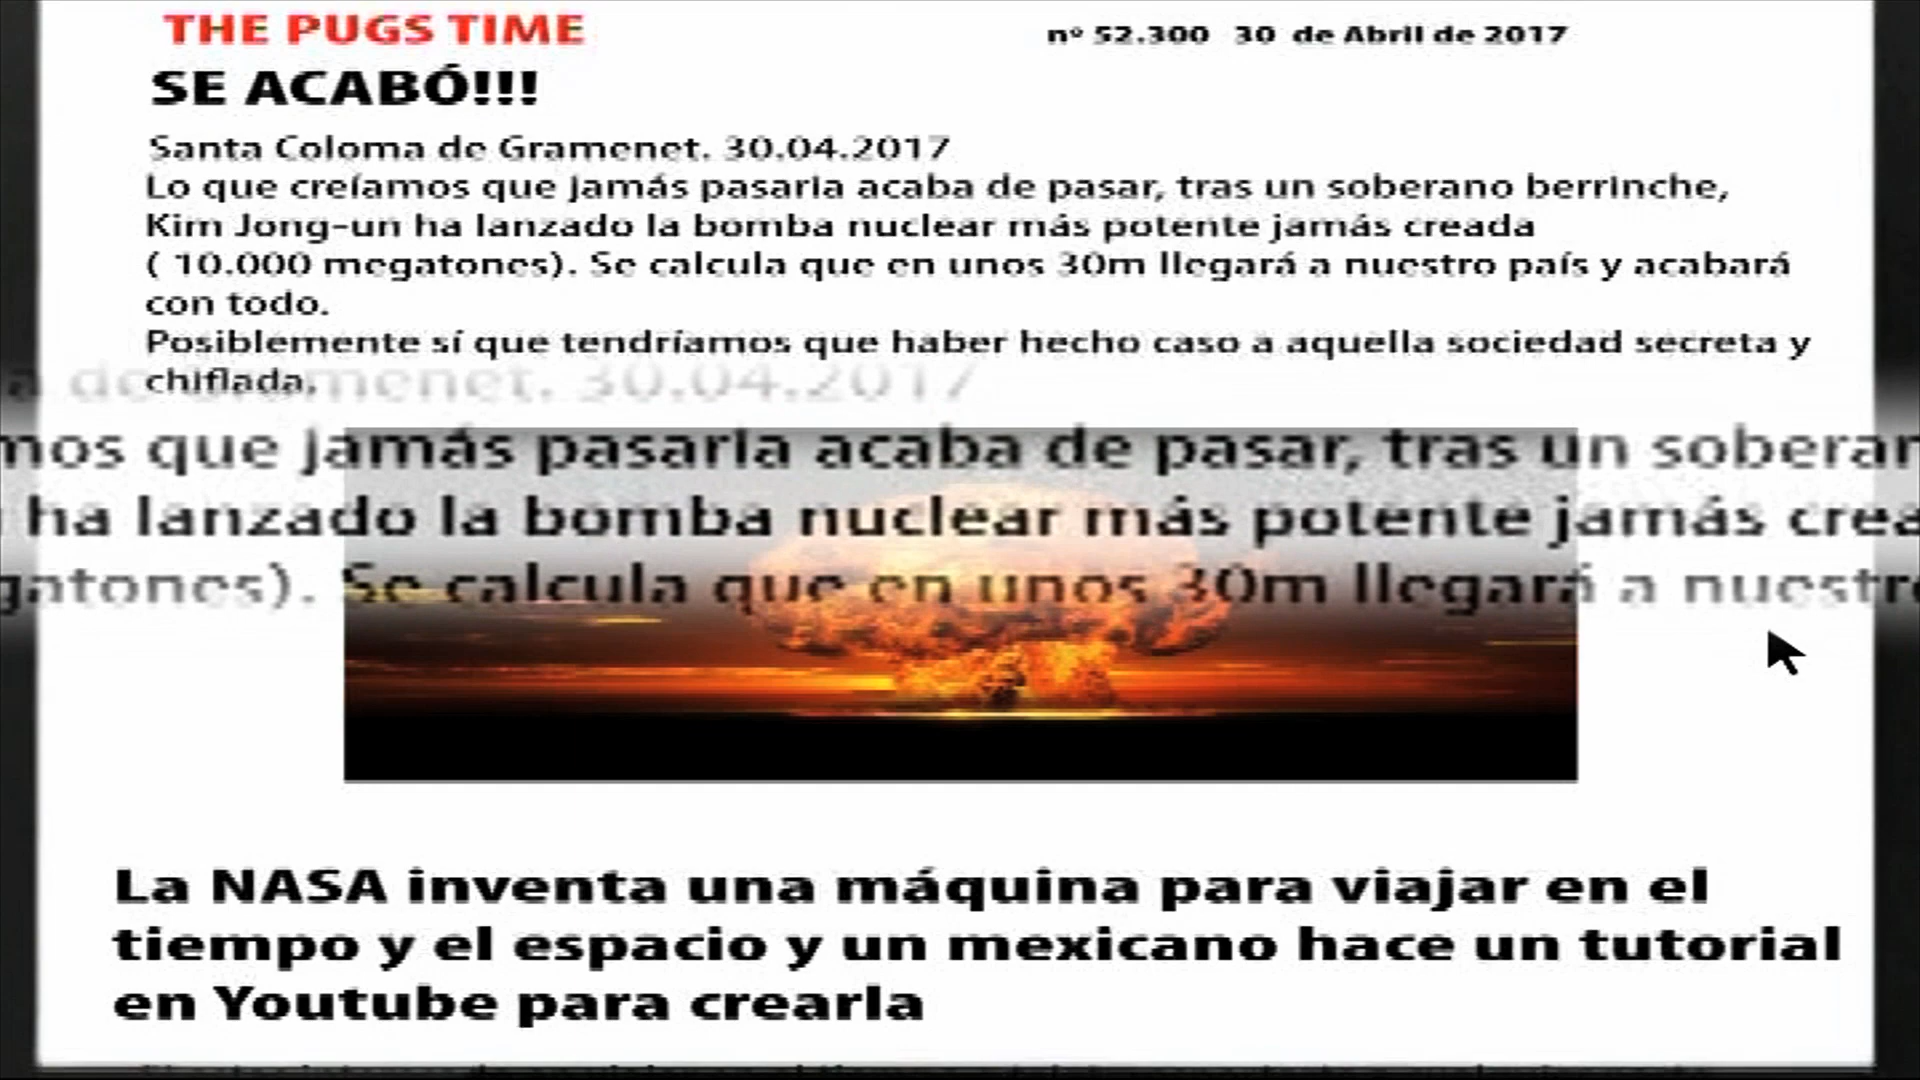 THE PUGS TIME
nº 52.300 30 de Abril de 2017
SE ACABÓ!!!
Santa Coloma de Gramenet. 30.04.2017
Lo que creíamos que jamás pasaría acaba de pasar, tras un soberano berrinche,
Kim Jong-un ha lanzado la bomba nuclear más potente jamás creada
( 10.000 megatones). Se calcula que en unos 30m llegará a nuestro país y acabará
con todo.
Posiblemente sí que tendríamos que haber hecho caso a aquella sociedad secreta y
chiflada.
a de Gramenet. 30.04.2017
mos que jamás pasaría acaba de pasar, tras un soberan
ha lanzado la bomba nuclear más potente jamás crea
gatones). Se calcula que en unos 30m llegará a nuestro
La NASA inventa una máquina para viajar en el
tiempo y el espacio y un mexicano hace un tutorial
en Youtube para crearla